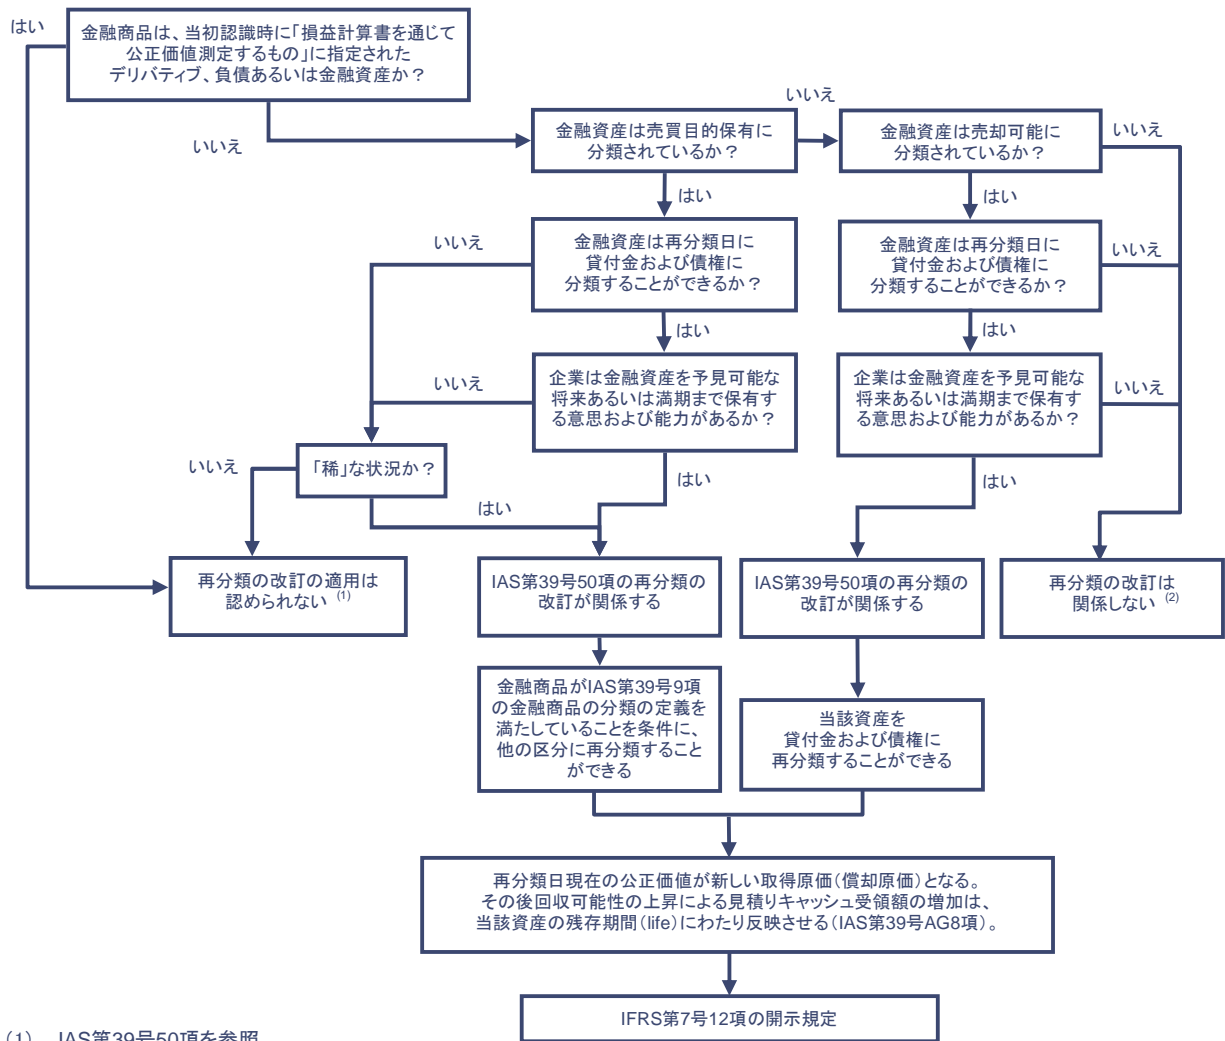 はい
金融商品は、当初認識時に「損益計算書を通じて
公正価値測定するもの」に指定された
デリバティブ、負債あるいは金融資産か？
いいえ
いいえ
金融資産は売買目的保有に
分類されているか？
金融資産は売却可能に
分類されているか？
いいえ
はい
はい
いいえ
金融資産は再分類日に
貸付金および債権に
分類することができるか？
金融資産は再分類日に
貸付金および債権に
分類することができるか？
いいえ
はい
はい
いいえ
企業は金融資産を予見可能な
将来あるいは満期まで保有す
る意思および能力があるか？
企業は金融資産を予見可能な
将来あるいは満期まで保有す
る意思および能力があるか？
いいえ
いいえ
「稀」な状況か？
はい
はい
はい
再分類の改訂の適用は
認められない (1)
IAS第39号50項の再分類の
改訂が関係する
IAS第39号50項の再分類の
改訂が関係する
再分類の改訂は
関係しない (2)
金融商品がIAS第39号9項
の金融商品の分類の定義を
満たしていることを条件に、
他の区分に再分類すること
ができる
当該資産を
貸付金および債権に
再分類することができる
再分類日現在の公正価値が新しい取得原価（償却原価）となる。
その後回収可能性の上昇による見積りキャッシュ受領額の増加は、
当該資産の残存期間（life）にわたり反映させる（IAS第39号AG8項）。
IFRS第7号12項の開示規定
(1) IAS第39号50項を参照